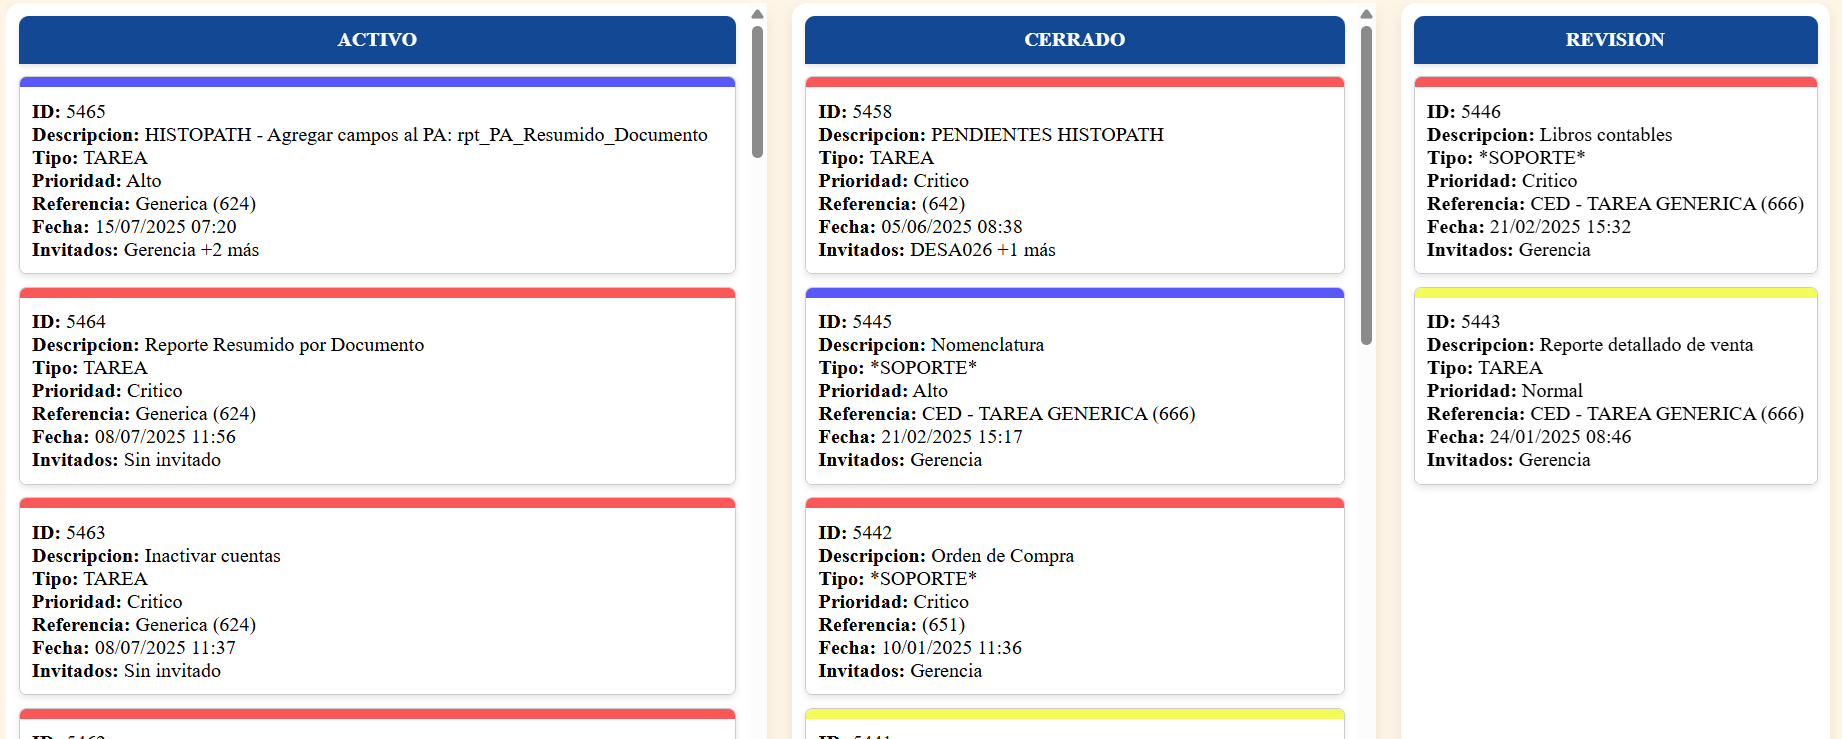 ACTIVO
ID: 5465
Descripcion: HISTOPATH - Agregar campos al PA: rpt_PA_Resumido_Documento
Tipo: TAREA
Prioridad: Alto
Referencia: Generica (624)
Fecha: 15/07/2025 07:20
Invitados: Gerencia +2 más
ID: 5464
Descripcion: Reporte Resumido por Documento
Tipo: TAREA
Prioridad: Critico
Referencia: Generica (624)
Fecha: 08/07/2025 11:56
Invitados: Sin invitado
ID: 5463
Descripcion: Inactivar cuentas
Tipo: TAREA
Prioridad: Critico
Referencia: Generica (624)
Fecha: 08/07/2025 11:37
Invitados: Sin invitado
CERRADO
ID: 5458
Descripcion: PENDIENTES HISTOPATH
Tipo: TAREA
Prioridad: Critico
Referencia: (642)
Fecha: 05/06/2025 08:38
Invitados: DESA026 +1 más
ID: 5445
Descripcion: Nomenclatura
Tipo: *SOPORTE*
Prioridad: Alto
Referencia: CED - TAREA GENERICA (666)
Fecha: 21/02/2025 15:17
Invitados: Gerencia
ID: 5442
Descripcion: Orden de Compra
Tipo: *SOPORTE*
Prioridad: Critico
Referencia: (651)
Fecha: 10/01/2025 11:36
Invitados: Gerencia
REVISION
ID: 5446
Descripcion: Libros contables
Tipo: *SOPORTE*
Prioridad: Critico
Referencia: CED - TAREA GENERICA (666)
Fecha: 21/02/2025 15:32
Invitados: Gerencia
ID: 5443
Descripcion: Reporte detallado de venta
Tipo: TAREA
Prioridad: Normal
Referencia: CED - TAREA GENERICA (666)
Fecha: 24/01/2025 08:46
Invitados: Gerencia